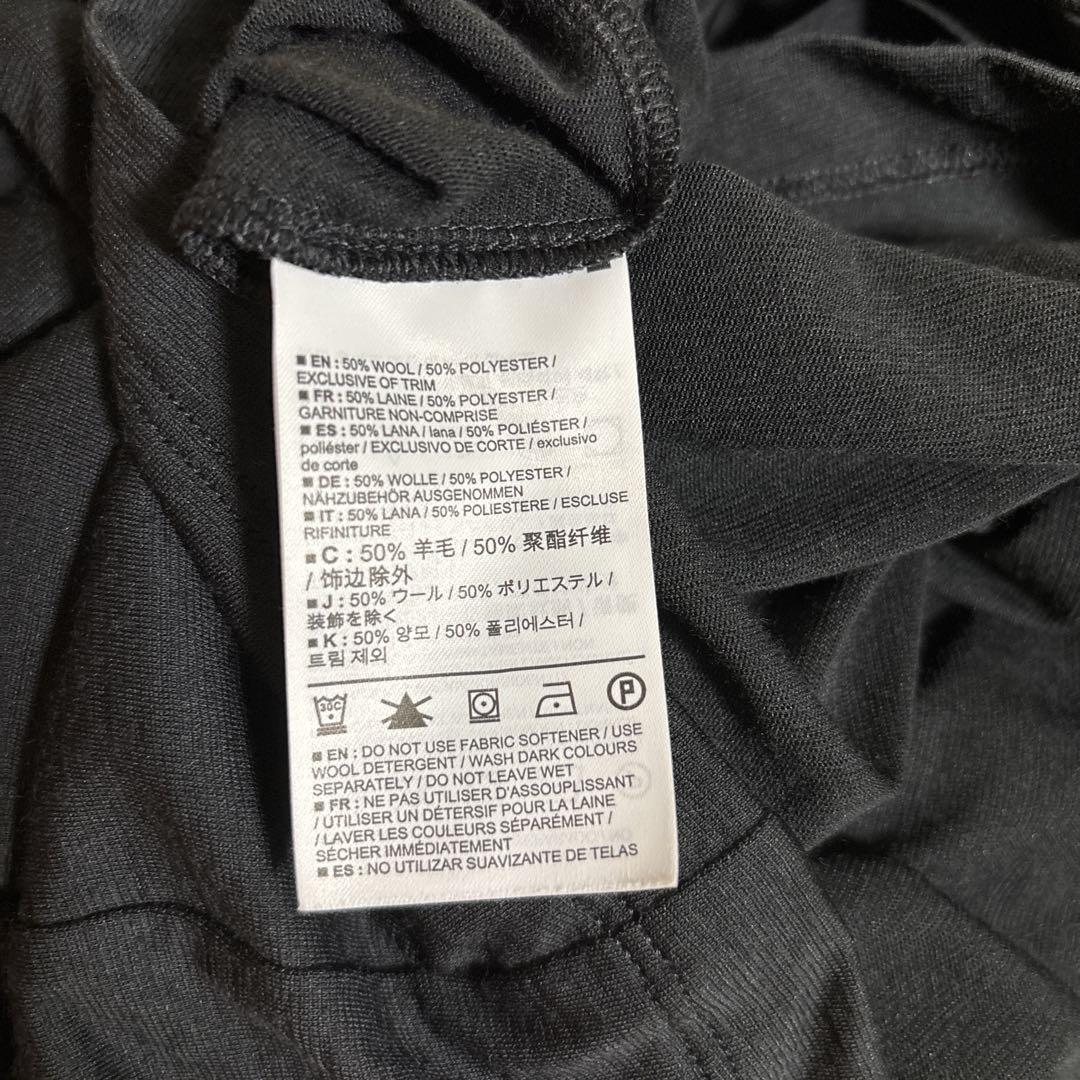 ■ EN : 50% WOOL / 50% POLYESTER /
EXCLUSIVE OF TRIM
■ FR : 50% LAINE / 50% POLYESTER /
GARNITURE NON-COMPRISE
■ ES : 50% LANA / lana / 50% POLIÉSTER /
poliéster / EXCLUSIVO DE CORTE / exclusivo
de corte
■ DE : 50% WOLLE / 50% POLYESTER /
NÄHZUBEHÖR AUSGENOMMEN
■ IT : 50% LANA / 50% POLIESTERE / ESCLUSE
RIFINITURE
■ C : 50% 羊毛 / 50% 聚酯纤维
/ 饰边除外
■ J : 50% ウール / 50% ポリエステル /
装飾を除く
■ K : 50% 양모 / 50% 폴리에스터 /
트림 제외
30C P
■ EN : DO NOT USE FABRIC SOFTENER / USE
WOOL DETERGENT / WASH DARK COLOURS
SEPARATELY / DO NOT LEAVE WET
■ FR : NE PAS UTILISER D'ASSOUPLISSANT
/ UTILISER UN DÉTERSIF POUR LA LAINE
/ LAVER LES COULEURS SÉPARÉMENT /
SÉCHER IMMÉDIATEMENT
■ ES : NO UTILIZAR SUAVIZANTE DE TELAS